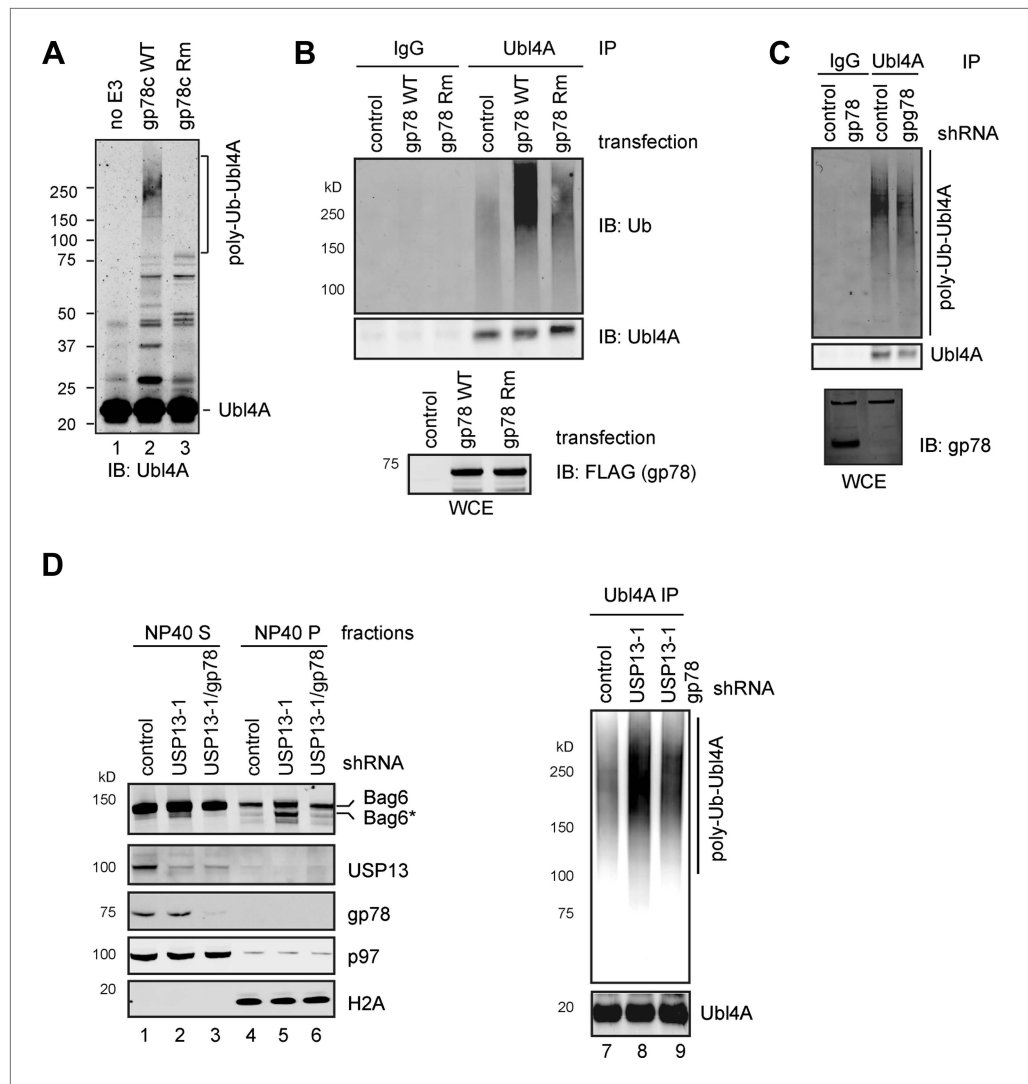 A
no E3
gp78c WT
gp78c Rm
250
150
100
75
50
37
25
20
poly-Ub-Ubl4A
Ubl4A
1 2 3
IB: Ubl4A
B
IgG Ubl4A IP
control
gp78 WT
gp78 Rm
control
gp78 WT
gp78 Rm
transfection
kD
250
150
100
IB: Ub
IB: Ubl4A
control
gp78 WT
gp78 Rm
transfection
75
IB: FLAG (gp78)
WCE
C
IgG Ubl4A IP
control
gp78
control
gpg78
shRNA
poly-Ub-Ubl4A
Ubl4A
IB: gp78
WCE
D
NP40 S NP40 P fractions
control
USP13-1
USP13-1/gp78
control
USP13-1
USP13-1/gp78
shRNA
kD
150
Bag6
Bag6*
100
USP13
75
gp78
100
p97
20
H2A
1 2 3 4 5 6
Ubl4A IP
control
USP13-1
USP13-1
gp78
shRNA
kD
250
150
100
75
poly-Ub-Ubl4A
20
Ubl4A
7 8 9